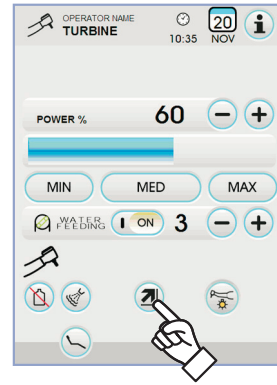 OPERATOR NAME
TURBINE
10:35
20
NOV
i
POWER % 60 - +
MIN MED MAX
WATER FEEDING I ON 3 - +